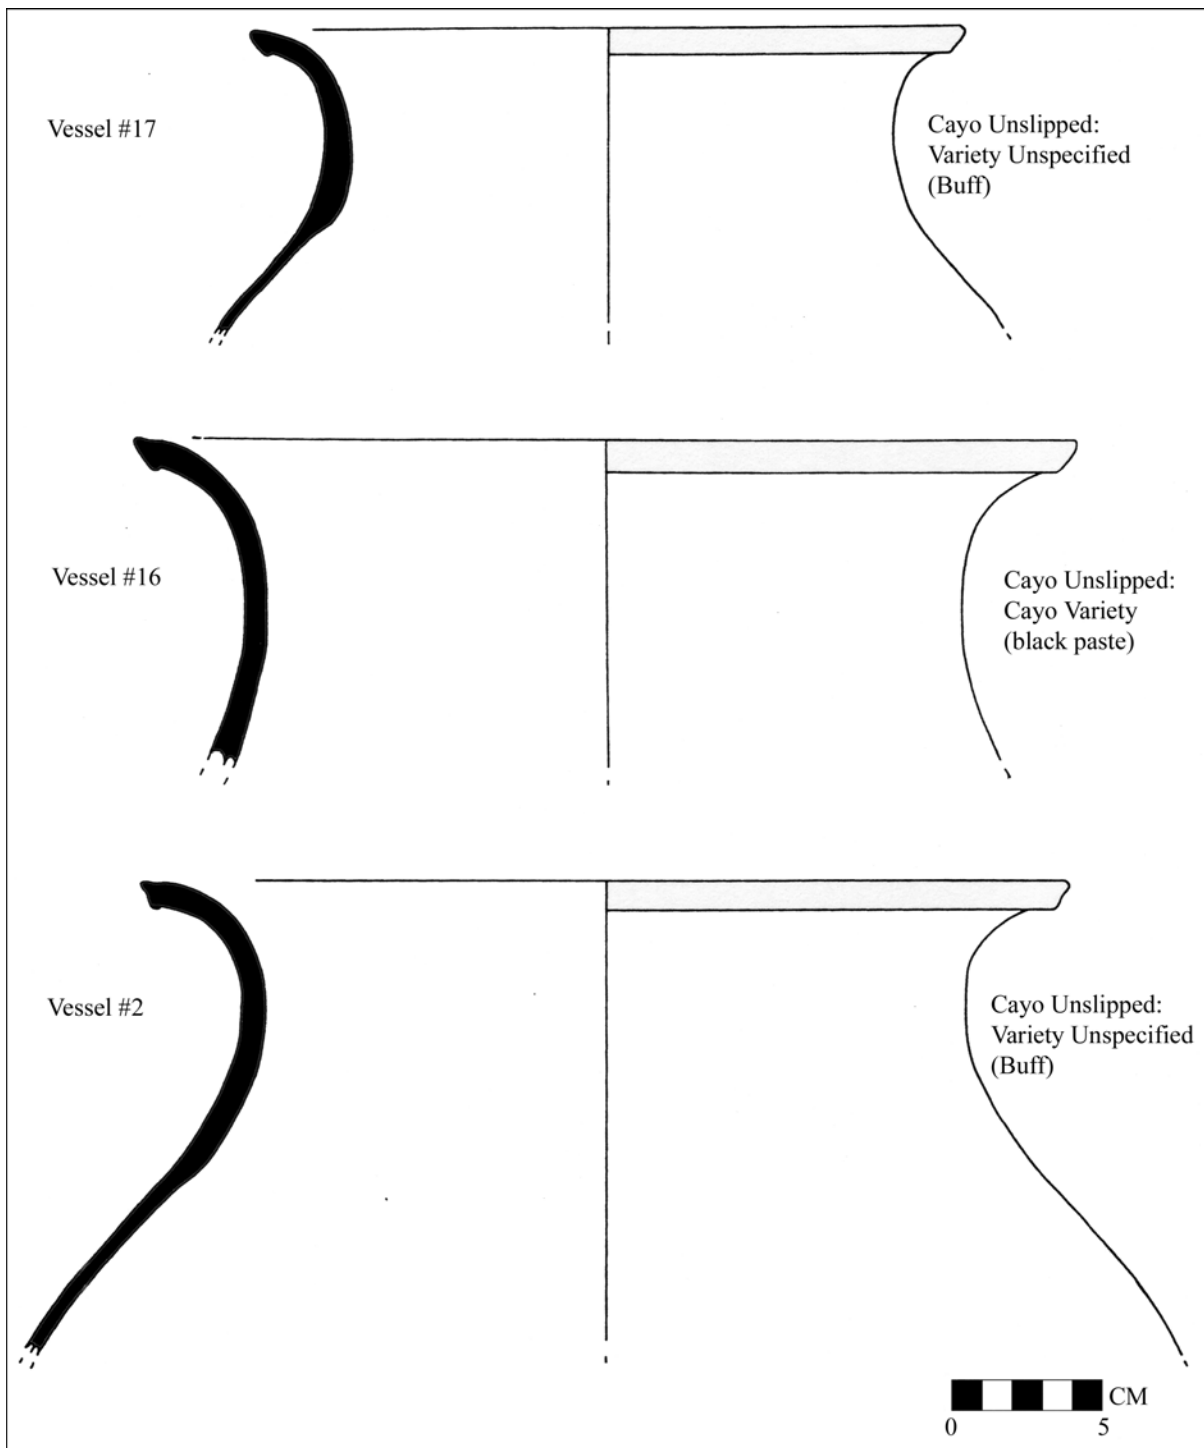 Vessel #17
Cayo Unslipped:
Variety Unspecified
(Buff)
Vessel #16
Cayo Unslipped:
Cayo Variety
(black paste)
Vessel #2
Cayo Unslipped:
Variety Unspecified
(Buff)
CM
0 5